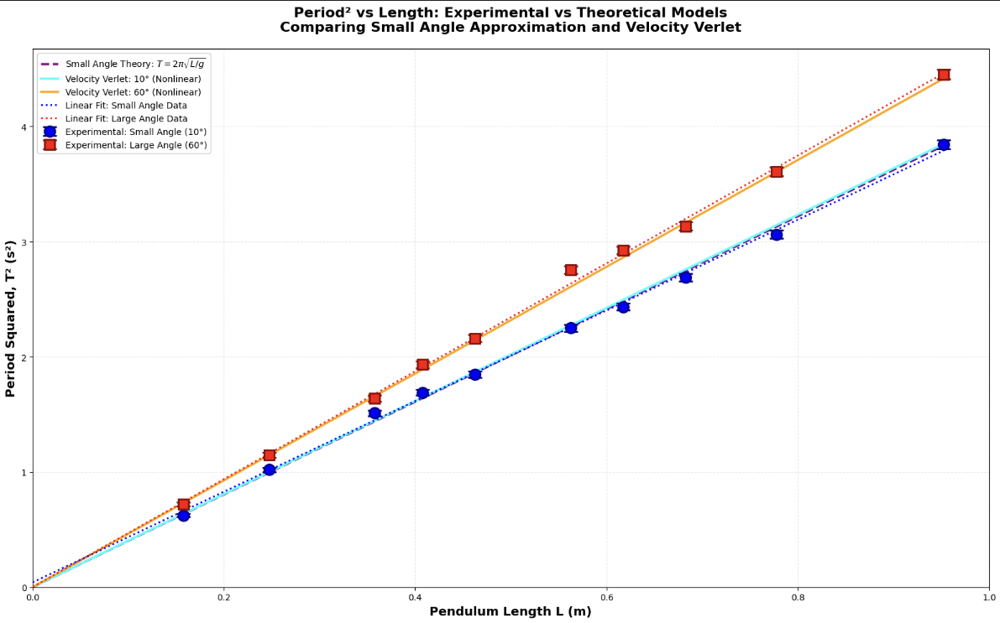 Period² vs Length: Experimental vs Theoretical Models
Comparing Small Angle Approximation and Velocity Verlet
Small Angle Theory: T = 2π√L/g
Velocity Verlet: 10° (Nonlinear)
Velocity Verlet: 60° (Nonlinear)
Linear Fit: Small Angle Data
Linear Fit: Large Angle Data
Experimental: Small Angle (10°)
Experimental: Large Angle (60°)
Period Squared, T² (s²)
4
3
2
1
0
0.0 0.2 0.4 0.6 0.8 1.0
Pendulum Length L (m)